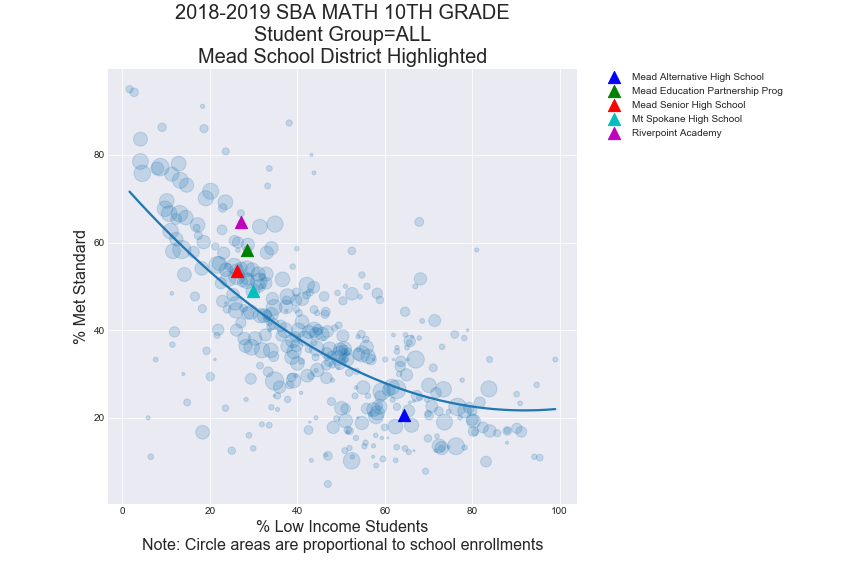 2018-2019 SBA MATH 10TH GRADE
Student Group=ALL
Mead School District Highlighted
Mead Alternative High School
Mead Education Partnership Prog
Mead Senior High School
Mt Spokane High School
Riverpoint Academy
% Met Standard
80
60
40
20
0 20 40 60 80 100
% Low Income Students
Note: Circle areas are proportional to school enrollments